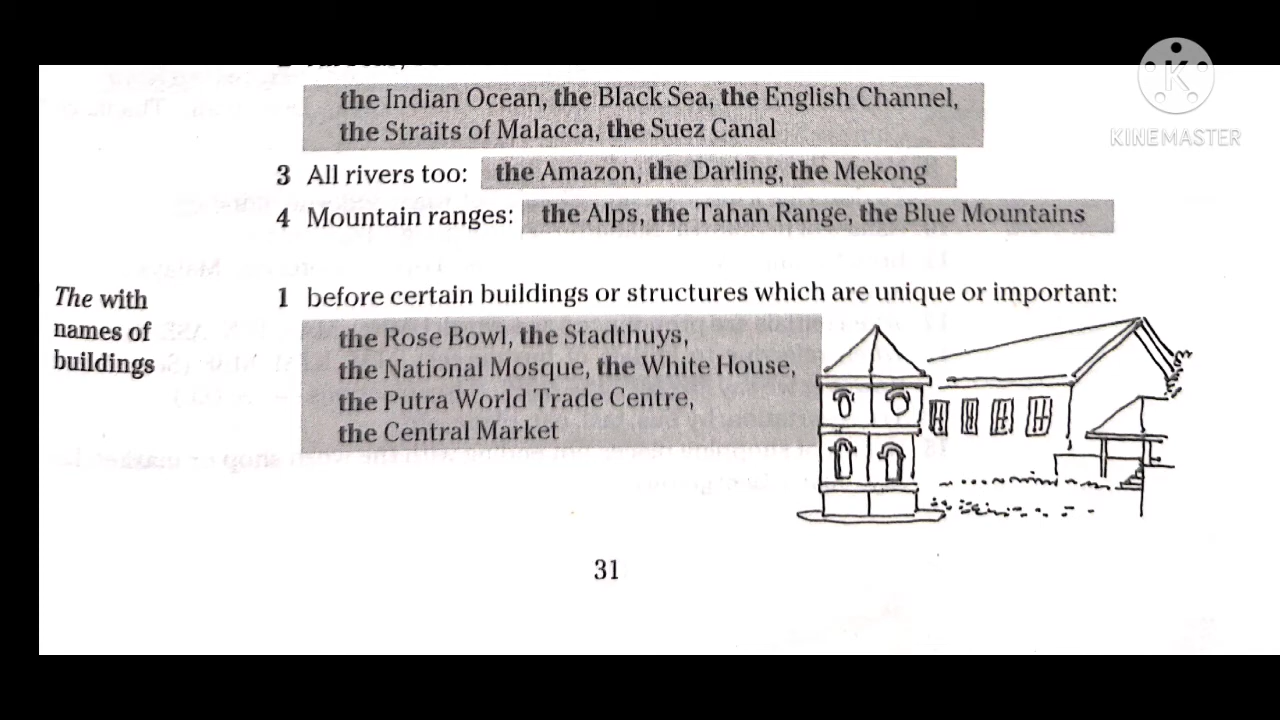 the Indian Ocean, the Black Sea, the English Channel,
the Straits of Malacca, the Suez Canal
3 All rivers too: the Amazon, the Darling, the Mekong
4 Mountain ranges: the Alps, the Tahan Range, the Blue Mountains
The with
names of
buildings
1 before certain buildings or structures which are unique or important:
the Rose Bowl, the Stadthuys,
the National Mosque, the White House,
the Putra World Trade Centre,
the Central Market
31
K
KINEMASTER